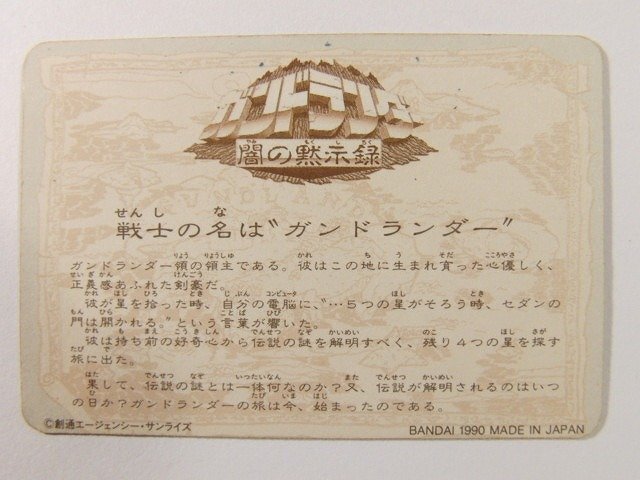 ガンドランダー
闇の黙示録
戦士の名は〝ガンドランダー〟
ガンドランダー領の領主である。彼はこの地に生まれ育った心優しく、
正義感あふれた剣豪だ。
彼が星を拾った時、自分の電脳に、〝…５つの星がそろう時、セダンの
門は開かれる。〟という言葉が響いた。
彼は持ち前の好奇心から伝説の謎を解明すべく、残り４つの星を探す
旅に出た。
果して、伝説の謎とは一体何なのか？又、伝説が解明されるのはいつ
の日か？ガンドランダーの旅は今、始まったのである。
©創通エージェンシー・サンライズ
BANDAI 1990 MADE IN JAPAN